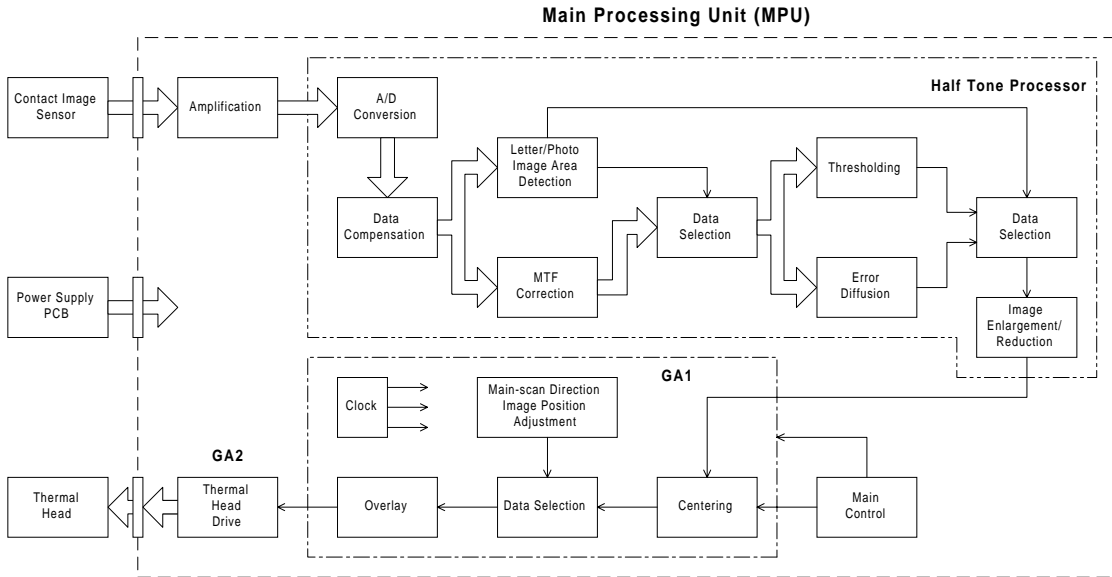 Main Processing Unit (MPU)
Half Tone Processor
Contact Image
Sensor
Amplification
A/D
Conversion
Letter/Photo
Image Area
Detection
Thresholding
Data
Compensation
Data
Selection
Data
Selection
MTF
Correction
Error
Diffusion
Power Supply
PCB
Image
Enlargement/
Reduction
GA1
Clock
Main-scan Direction
Image Position
Adjustment
GA2
Thermal
Head
Thermal
Head
Drive
Overlay
Data Selection
Centering
Main
Control